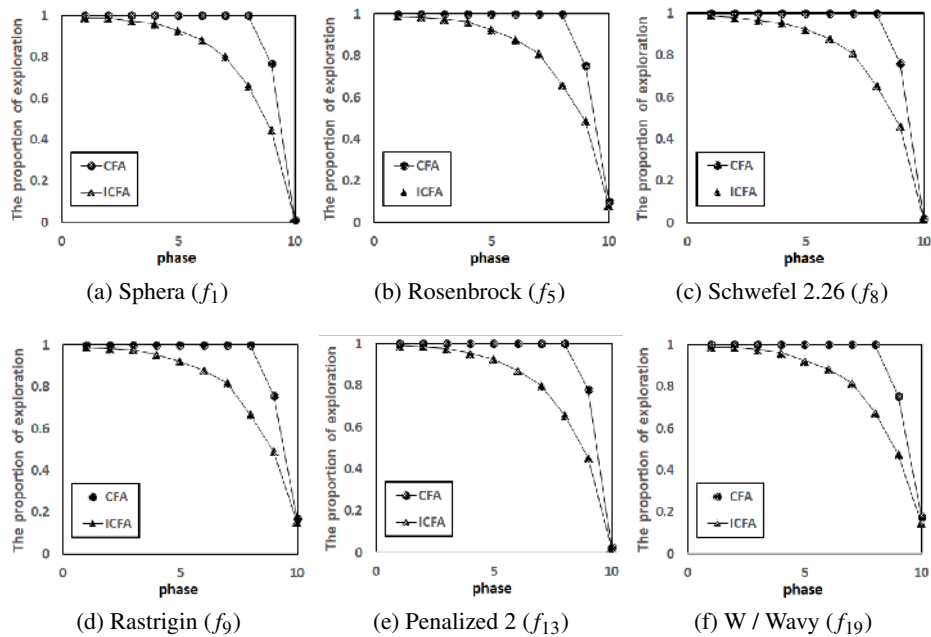 The proportion of exploration
1
0.8
0.6
0.4
0.2
0
CFA
ICFA
0 5 10
phase
(a) Sphera (f1)
The proportion of exploration
1
0.8
0.6
0.4
0.2
0
CFA
ICFA
0 5 10
phase
(b) Rosenbrock (f5)
The proportion of exploration
1
0.8
0.6
0.4
0.2
0
CFA
ICFA
0 5 10
phase
(c) Schwefel 2.26 (f8)
The proportion of exploration
1
0.8
0.6
0.4
0.2
0
CFA
ICFA
0 5 10
phase
(d) Rastrigin (f9)
The proportion of exploration
1
0.8
0.6
0.4
0.2
0
CFA
ICFA
0 5 10
phase
(e) Penalized 2 (f13)
The proportion of exploration
1
0.8
0.6
0.4
0.2
0
CFA
ICFA
0 5 10
phase
(f) W / Wavy (f19)